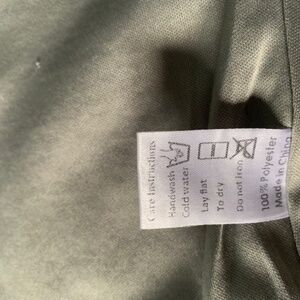 Care Instructions
Handwash
Cold water
Lay flat
To dry
Do not iron
100% Polyester
Made in China